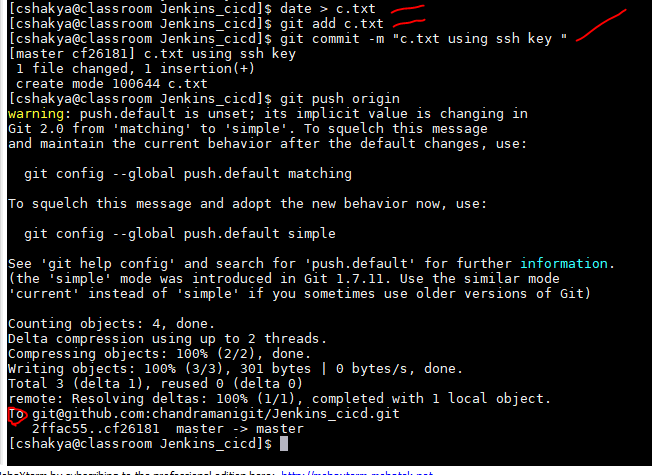 [cshakya@classroom Jenkins_cicd]$ date > c.txt
[cshakya@classroom Jenkins_cicd]$ git add c.txt
[cshakya@classroom Jenkins_cicd]$ git commit -m "c.txt using ssh key "
[master cf26181] c.txt using ssh key
 1 file changed, 1 insertion(+)
 create mode 100644 c.txt
[cshakya@classroom Jenkins_cicd]$ git push origin
warning: push.default is unset; its implicit value is changing in
Git 2.0 from 'matching' to 'simple'. To squelch this message
and maintain the current behavior after the default changes, use:

  git config --global push.default matching

To squelch this message and adopt the new behavior now, use:

  git config --global push.default simple

See 'git help config' and search for 'push.default' for further information.
(the 'simple' mode was introduced in Git 1.7.11. Use the similar mode
'current' instead of 'simple' if you sometimes use older versions of Git)

Counting objects: 4, done.
Delta compression using up to 2 threads.
Compressing objects: 100% (2/2), done.
Writing objects: 100% (3/3), 301 bytes | 0 bytes/s, done.
Total 3 (delta 1), reused 0 (delta 0)
remote: Resolving deltas: 100% (1/1), completed with 1 local object.
To git@github.com:chandramanigit/Jenkins_cicd.git
   2ffac55..cf26181  master -> master
[cshakya@classroom Jenkins_cicd]$